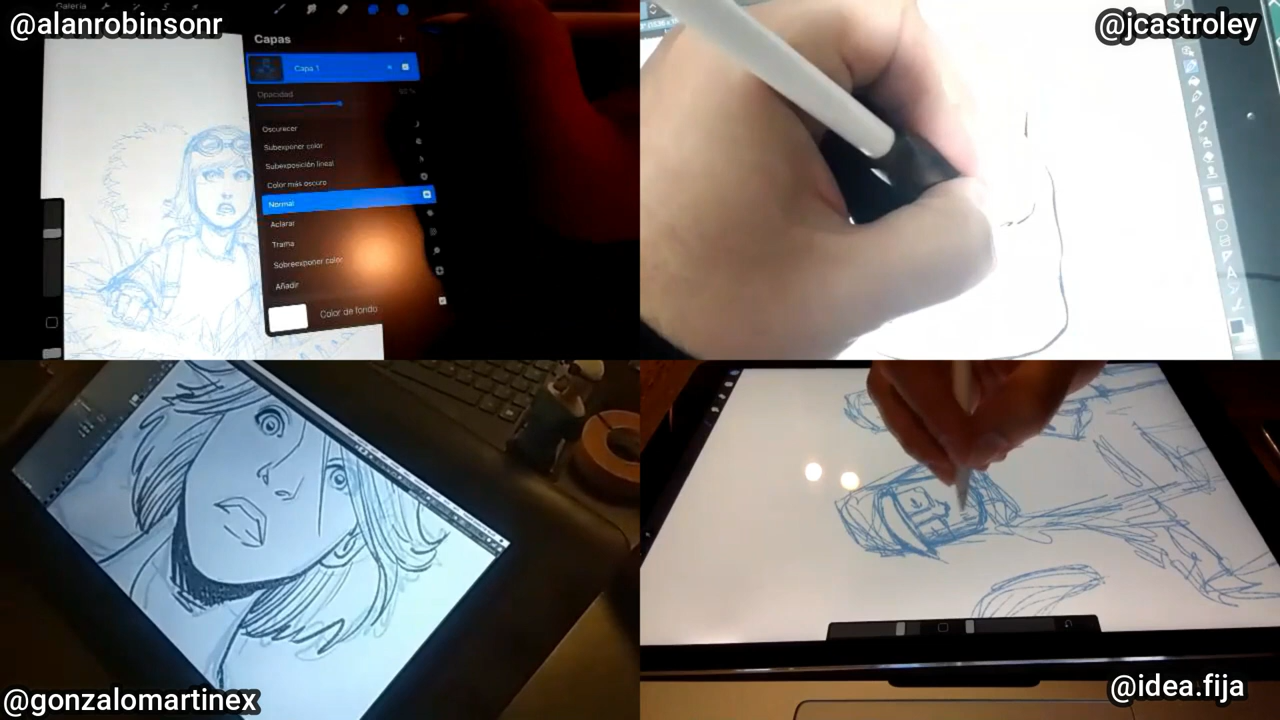 Galería
@alanrobinsonr
@jcastroley
Capas
Capa 1
Opacidad
Oscurecer
Subexponer color
Subexposición lineal
Color más oscuro
Normal
Aclarar
Trama
Sobreexponer color
Añadir
Color de fondo
@gonzalomartinex
@idea.fija